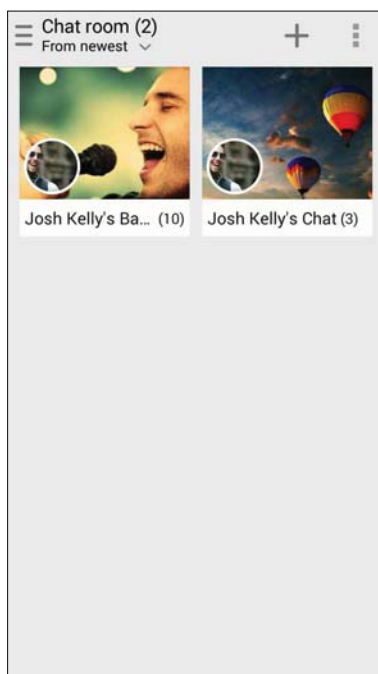 Chat room (2)
From newest
Josh Kelly's Ba... (10)
Josh Kelly's Chat (3)